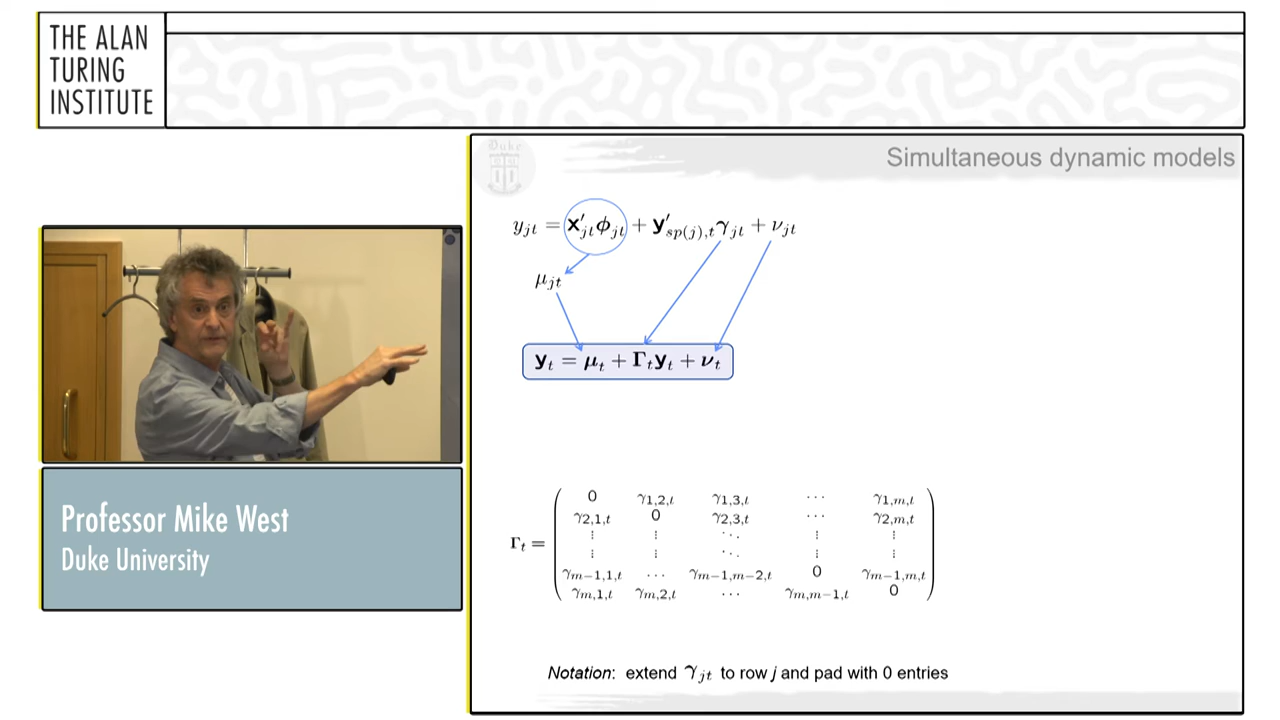 THE ALAN
TURING
INSTITUTE
Duke
Simultaneous dynamic models
y_{jt} = x'_{jt}ϕ_{jt} + y'_{sp(j),t}γ_{jt} + ν_{jt}
μ_{jt}
y_t = μ_t + Γ_t y_t + ν_t
Professor Mike West
Duke University
Γ_t = ( 0 γ_{1,2,t} γ_{1,3,t} ⋯ γ_{1,m,t}
γ_{2,1,t} 0 γ_{2,3,t} ⋯ γ_{2,m,t}
⋮ ⋮ ⋱ ⋮ ⋮
⋮ ⋮ ⋱ ⋮ ⋮
γ_{m−1,1,t} ⋯ γ_{m−1,m−2,t} 0 γ_{m−1,m,t}
γ_{m,1,t} γ_{m,2,t} ⋯ γ_{m,m−1,t} 0 )
Notation: extend γ_{jt} to row j and pad with 0 entries